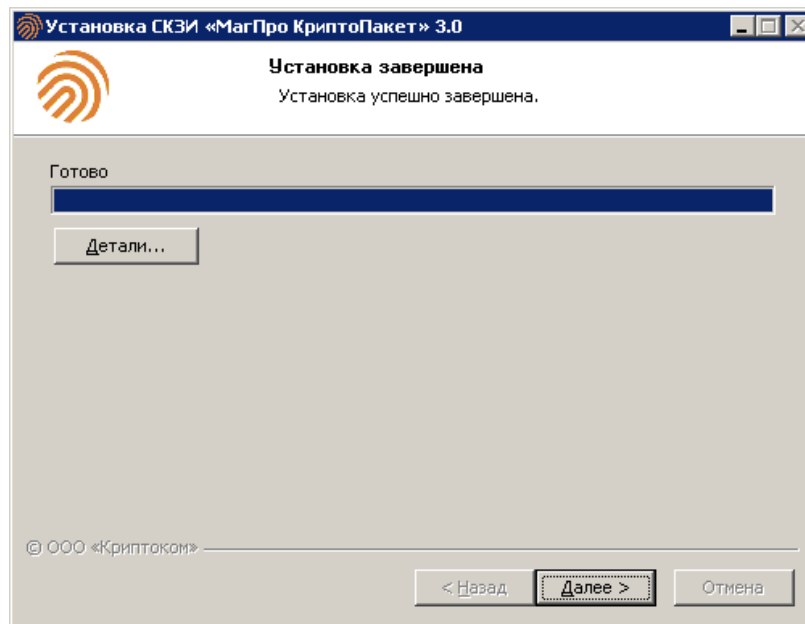 Установка СКЗИ «МагПро КриптоПакет» 3.0
Установка завершена
Установка успешно завершена.
Готово
Детали...
© ООО «Криптоком»
< Назад
Далее >
Отмена